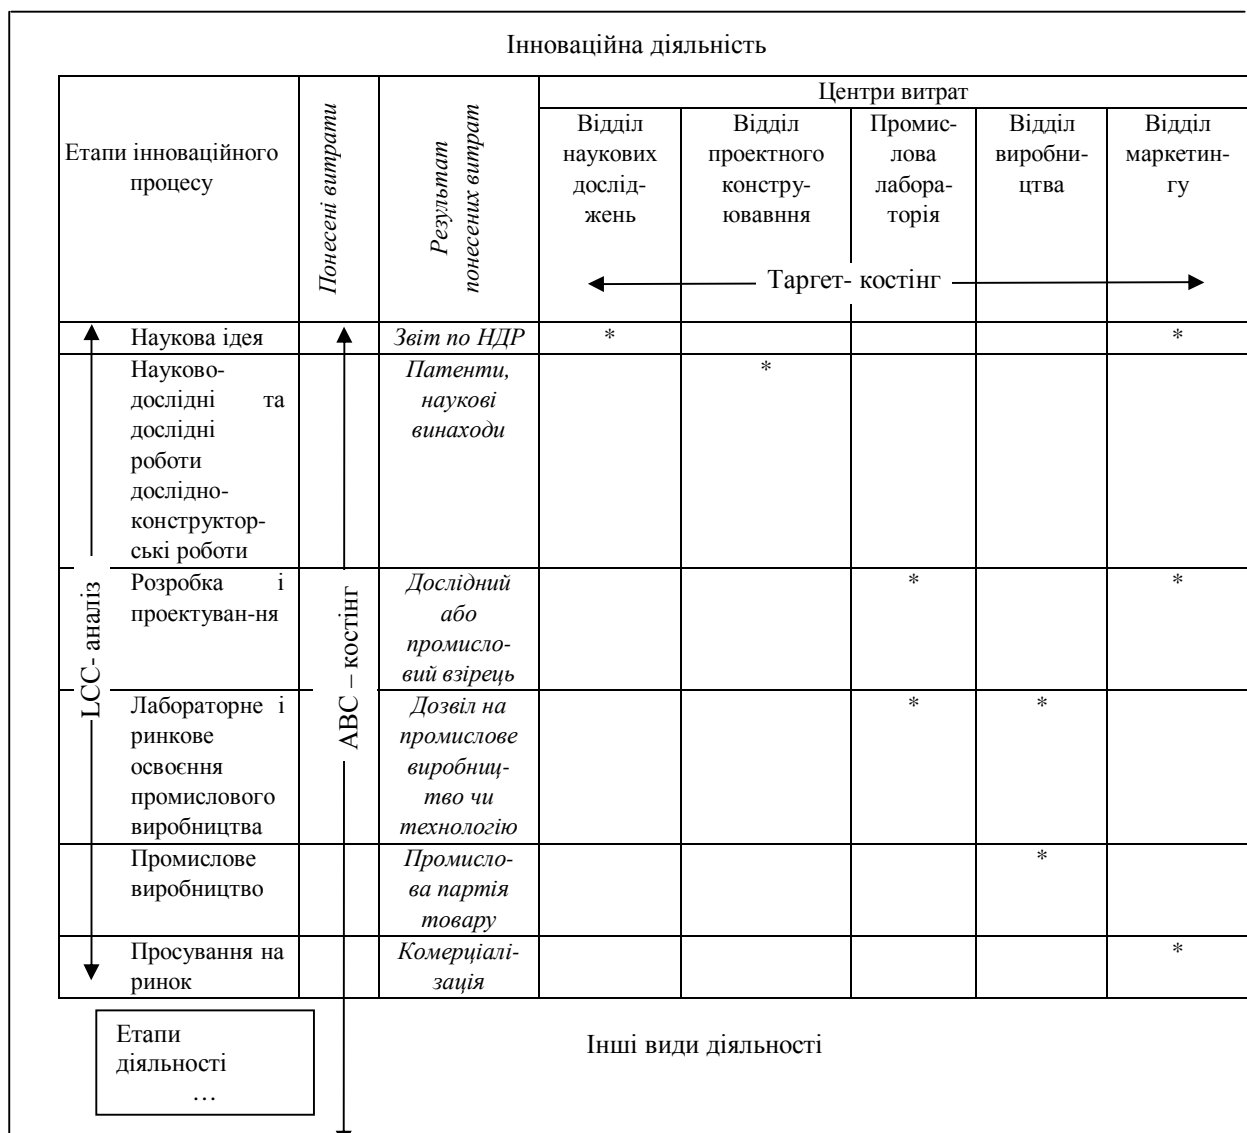 Інноваційна діяльність
Етапи інноваційного
процесу
Понесені витрати
Результат
понесених витрат
Центри витрат
Відділ
наукових
дослід-
жень
Відділ
проектного
констру-
ювавння
Промис-
лова
лабора-
торія
Відділ
виробни-
цтва
Відділ
маркетин-
гу
Таргет- костінг
LCC- аналіз
АВС – костінг
Наукова ідея
Звіт по НДР
*
*
Науково-
дослідні та
дослідні
роботи
дослідно-
конструктор-
ські роботи
Патенти,
наукові
винаходи
*
Розробка і
проектуван-ня
Дослідний
або
промисло-
вий взірець
*
*
Лабораторне і
ринкове
освоєння
промислового
виробництва
Дозвіл на
промислове
виробниц-
тво чи
технологію
*
*
Промислове
виробництво
Промисло-
ва партія
товару
*
Просування на
ринок
Комерціалі-
зація
*
Етапи
діяльності
…
Інші види діяльності